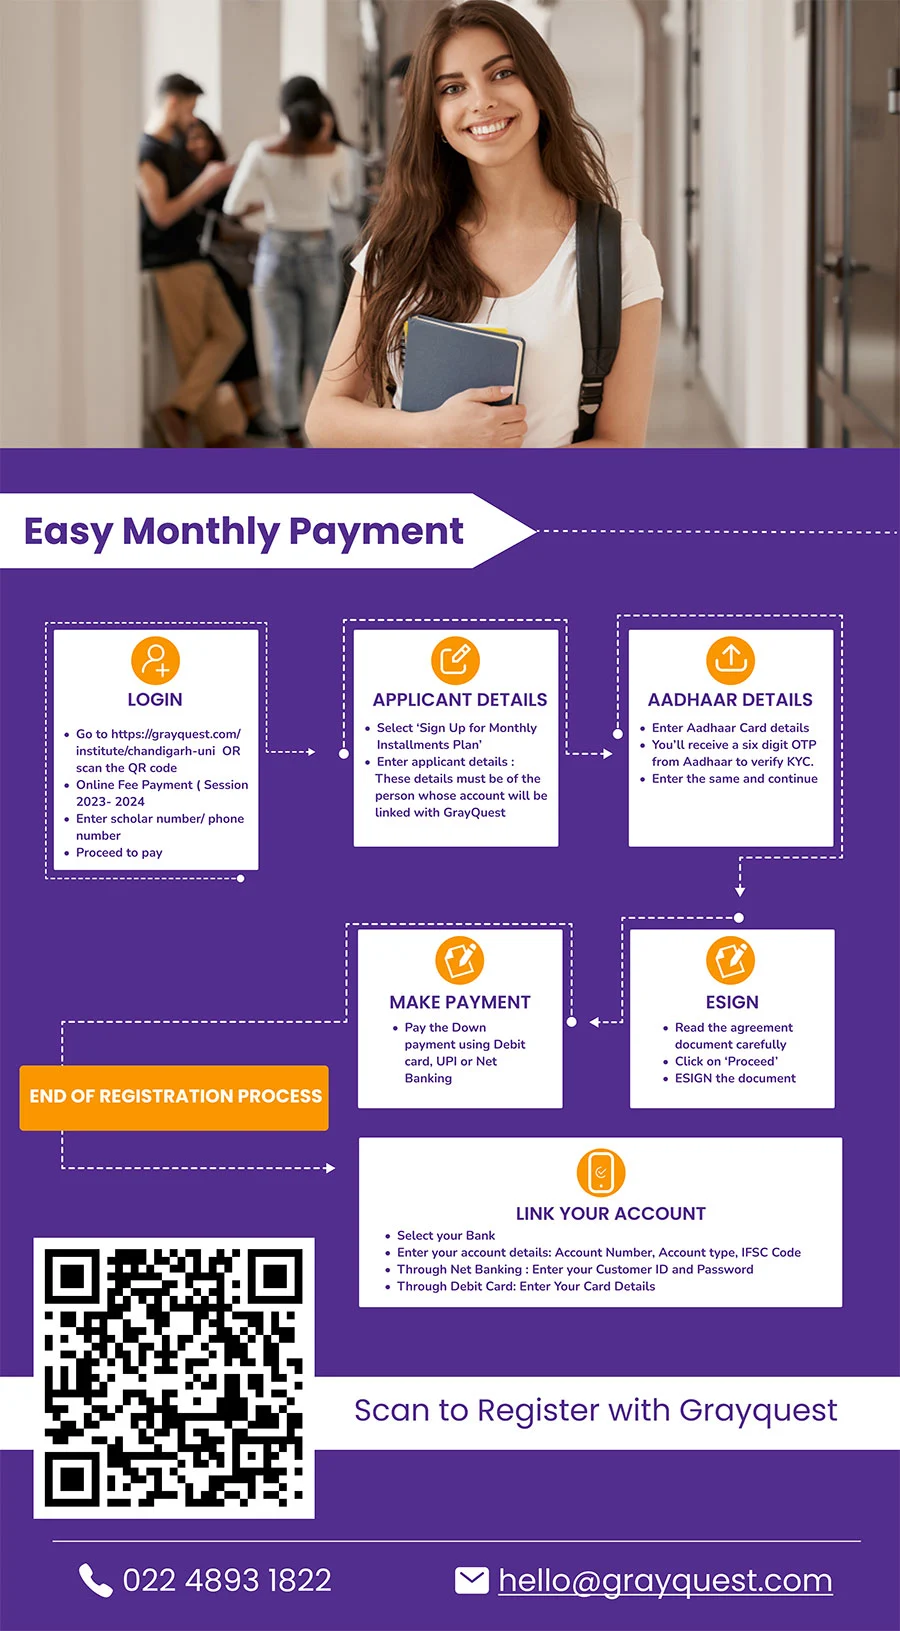 Easy Monthly Payment
LOGIN
• Go to https://grayquest.com/
institute/chandigarh-uni OR
scan the QR code
• Online Fee Payment ( Session
2023- 2024
• Enter scholar number/ phone
number
• Proceed to pay
APPLICANT DETAILS
• Select ‘Sign Up for Monthly
Installments Plan’
• Enter applicant details :
These details must be of the
person whose account will be
linked with GrayQuest
AADHAAR DETAILS
• Enter Aadhaar Card details
• You’ll receive a six digit OTP
from Aadhaar to verify KYC.
• Enter the same and continue
ESIGN
• Read the agreement
document carefully
• Click on ‘Proceed’
• ESIGN the document
MAKE PAYMENT
• Pay the Down
payment using Debit
card, UPI or Net
Banking
END OF REGISTRATION PROCESS
LINK YOUR ACCOUNT
• Select your Bank
• Enter your account details: Account Number, Account type, IFSC Code
• Through Net Banking : Enter your Customer ID and Password
• Through Debit Card: Enter Your Card Details
Scan to Register with Grayquest
022 4893 1822
hello@grayquest.com